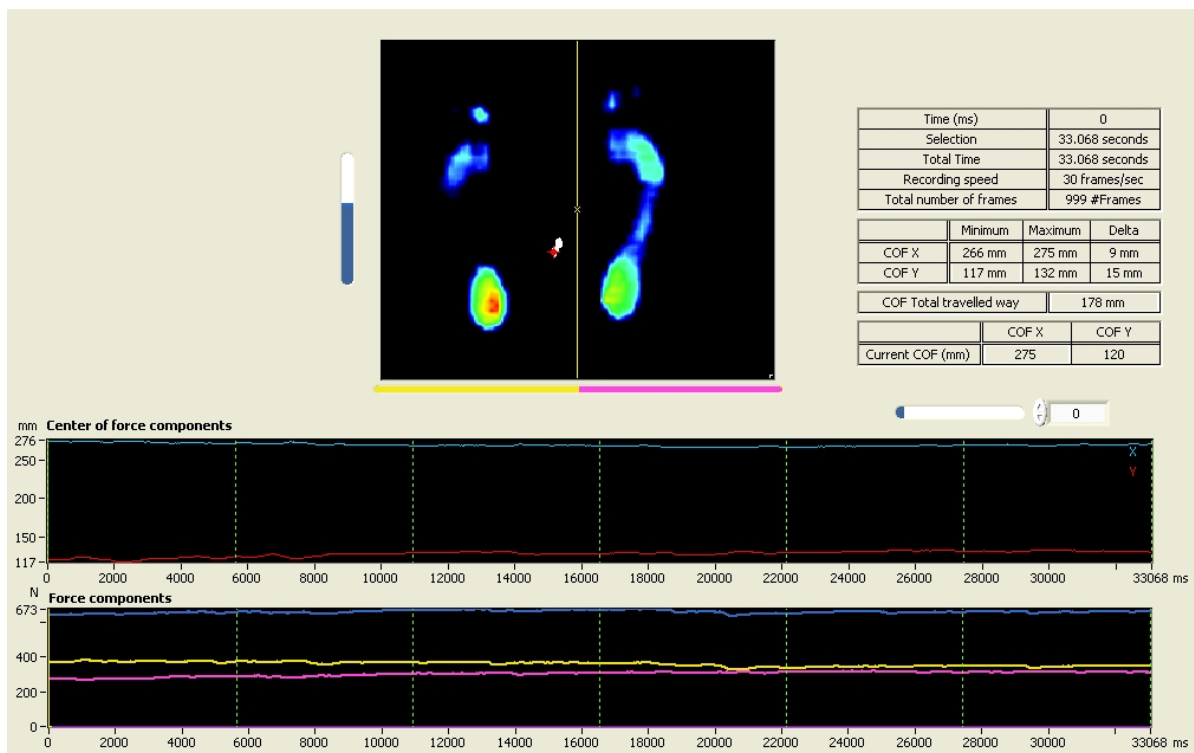 Time (ms) 0
Selection 33.068 seconds
Total Time 33.068 seconds
Recording speed 30 frames/sec
Total number of frames 999 #Frames
Minimum Maximum Delta
COF X 266 mm 275 mm 9 mm
COF Y 117 mm 132 mm 15 mm
COF Total travelled way 178 mm
COF X COF Y
Current COF (mm) 275 120
0
mm Center of force components
276
250
200
150
117
X
Y
0 2000 4000 6000 8000 10000 12000 14000 16000 18000 20000 22000 24000 26000 28000 30000 33068 ms
N Force components
673
400
200
0
0 2000 4000 6000 8000 10000 12000 14000 16000 18000 20000 22000 24000 26000 28000 30000 33068 ms